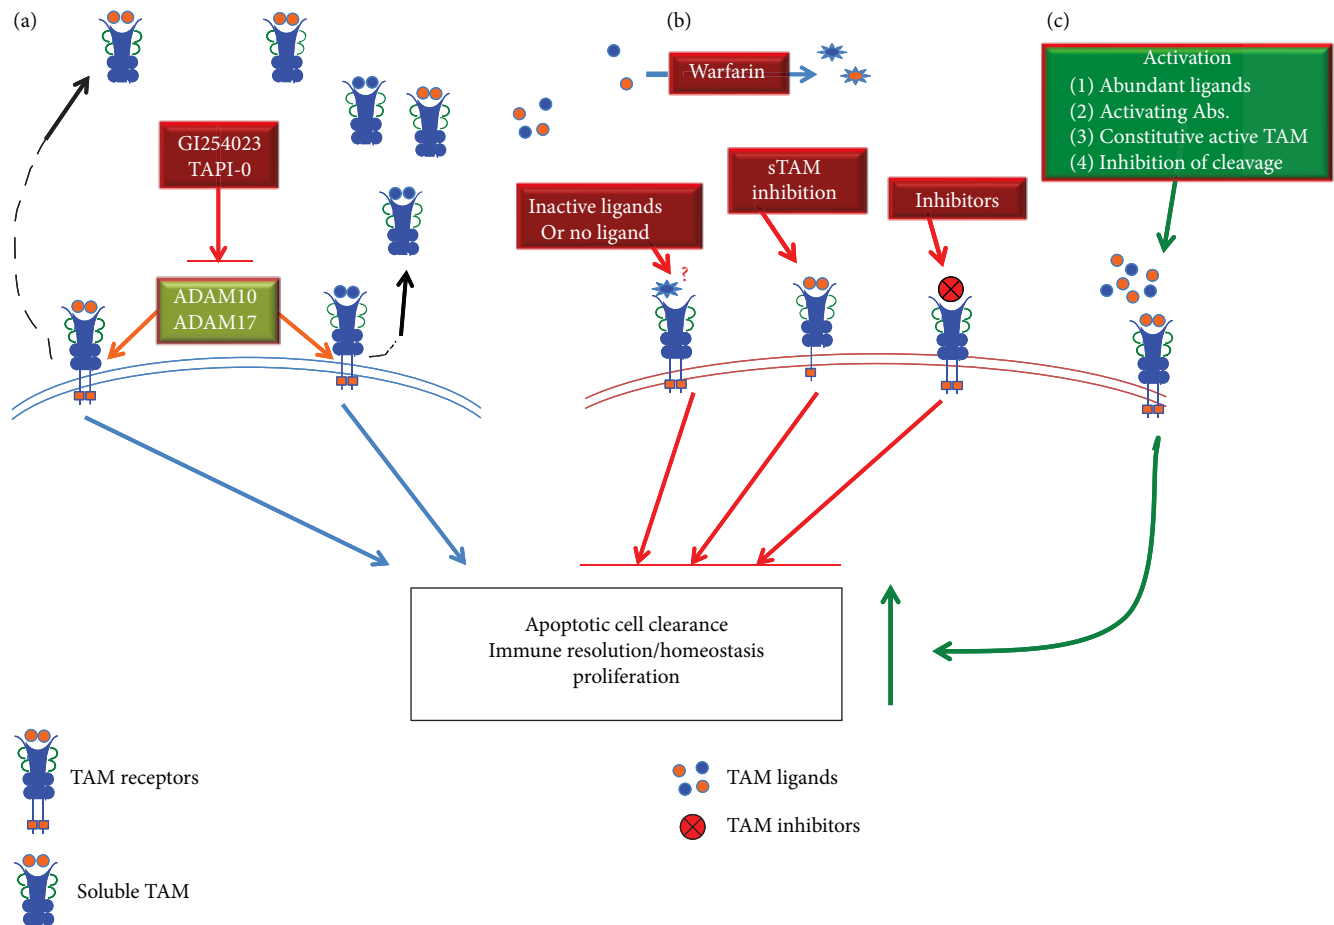 (a)
GI254023
TAPI-0
ADAM10
ADAM17
(b)
Warfarin
Inactive ligands
Or no ligand
?
sTAM
inhibition
Inhibitors
(c)
Activation
(1) Abundant ligands
(2) Activating Abs.
(3) Constitutive active TAM
(4) Inhibition of cleavage
Apoptotic cell clearance
Immune resolution/homeostasis
proliferation
TAM receptors
Soluble TAM
TAM ligands
TAM inhibitors